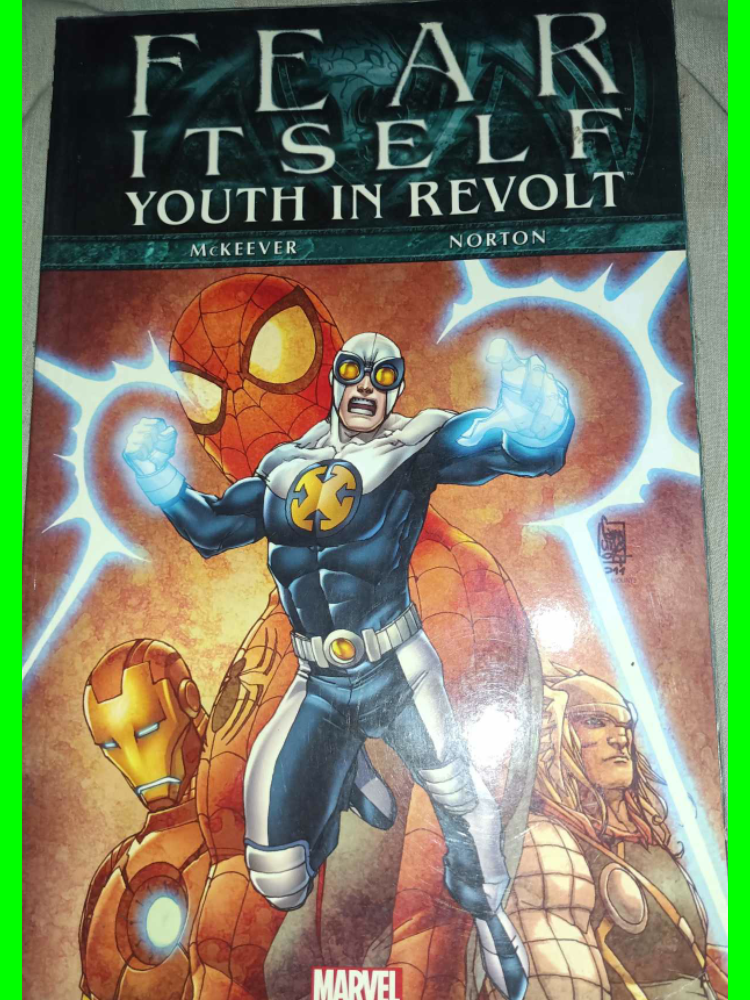 FEAR
ITSELF
YOUTH IN REVOLT
McKEEVER NORTON
MARVEL